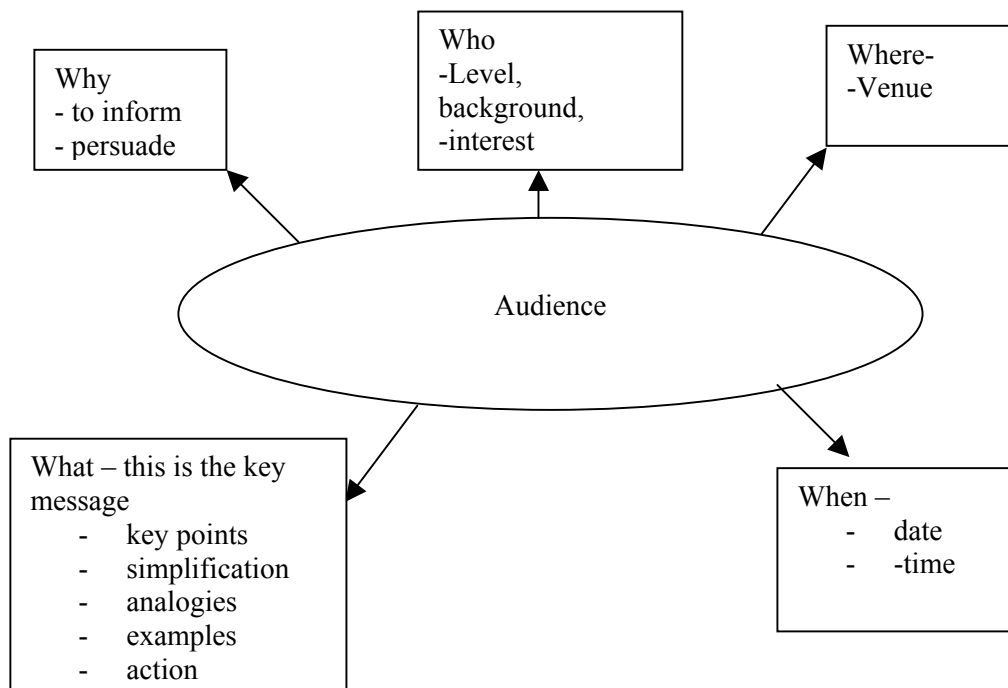 Why
- to inform
- persuade
Who
-Level,
background,
-interest
Where-
-Venue
Audience
What – this is the key
message
- key points
- simplification
- analogies
- examples
- action
When –
- date
- -time